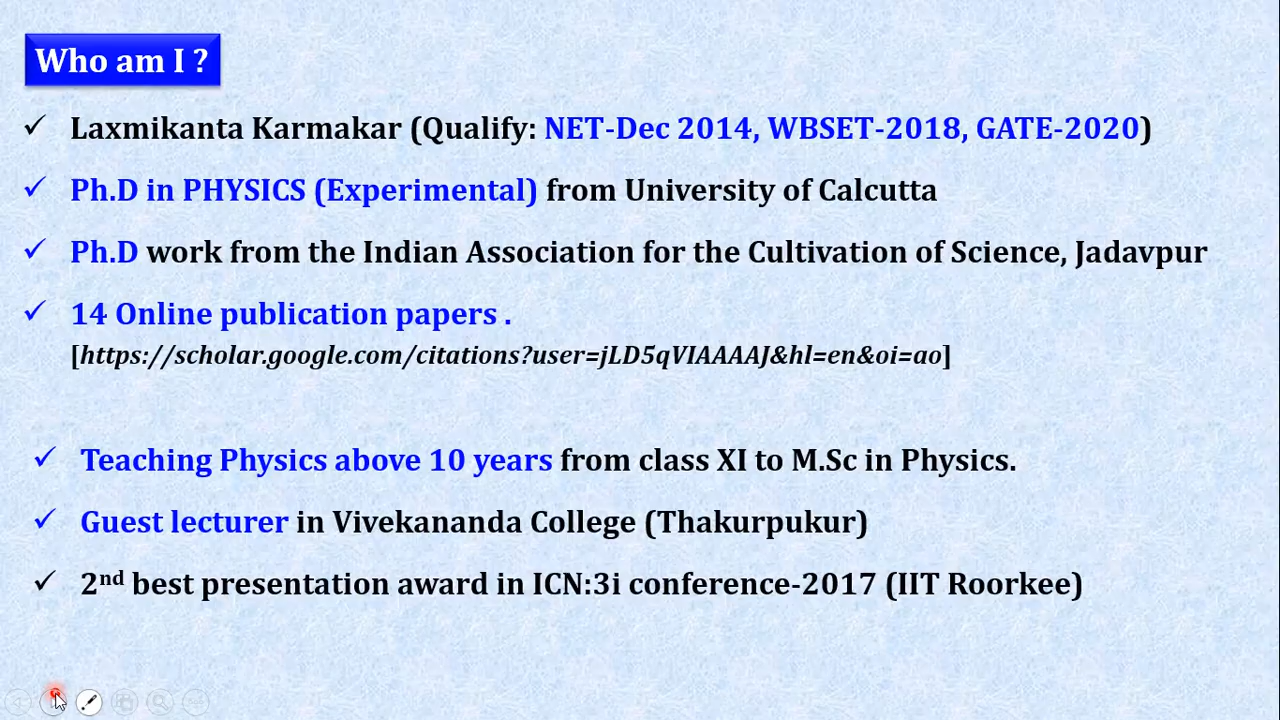 Who am I ?
Laxmikanta Karmakar (Qualify: NET-Dec 2014, WBSET-2018, GATE-2020)
Ph.D in PHYSICS (Experimental) from University of Calcutta
Ph.D work from the Indian Association for the Cultivation of Science, Jadavpur
14 Online publication papers .
[https://scholar.google.com/citations?user=jLD5qVIAAAAJ&hl=en&oi=ao]
Teaching Physics above 10 years from class XI to M.Sc in Physics.
Guest lecturer in Vivekananda College (Thakurpukur)
2nd best presentation award in ICN:3i conference-2017 (IIT Roorkee)